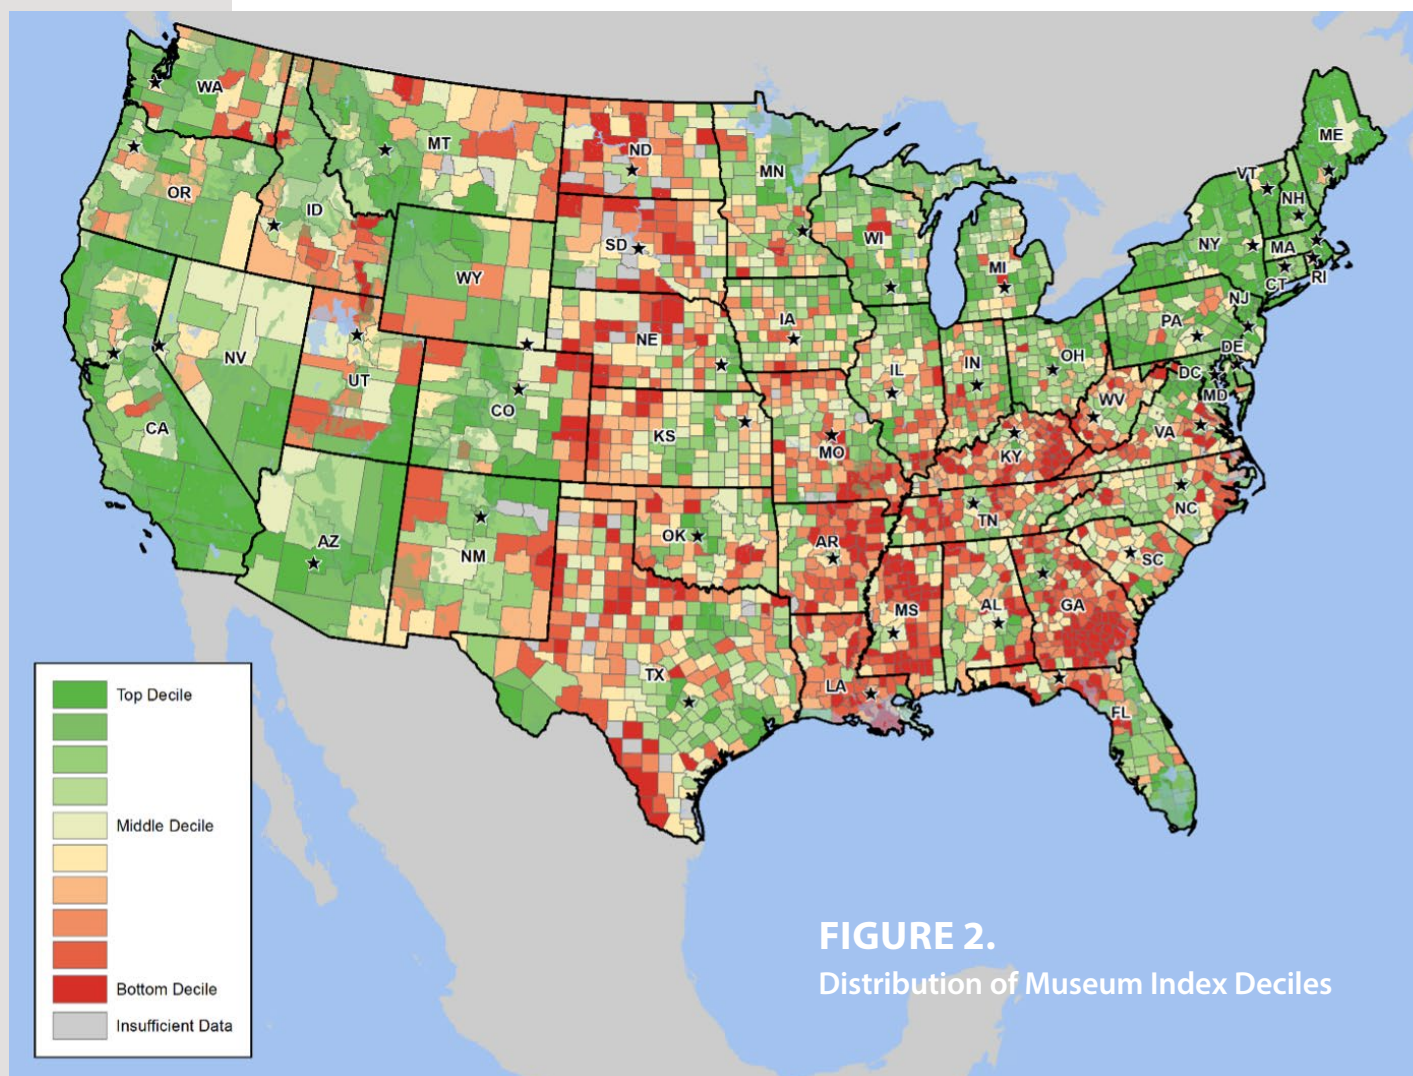 WA
MT
ND
MN
ME
VT
NH
OR
ID
SD
WI
MI
NY
MA
CT
RI
WY
IA
PA
NJ
NV
NE
IL
IN
OH
DE
UT
CO
DC
MD
WV
CA
KS
MO
KY
VA
AZ
NM
OK
AR
TN
NC
SC
MS
AL
GA
TX
LA
FL
Top Decile
Middle Decile
Bottom Decile
Insufficient Data
FIGURE 2.
Distribution of Museum Index Deciles